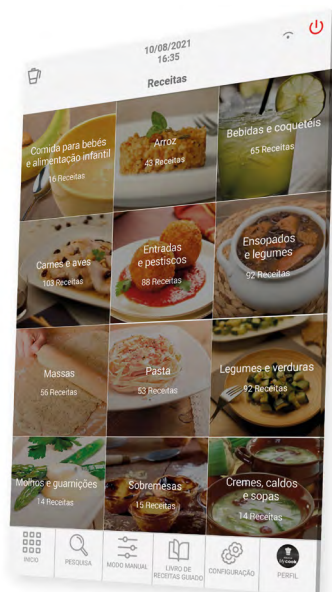 10/08/2021
16:35
Receitas
Comida para bebés
e alimentação infantil
16 Receitas
Arroz
43 Receitas
Bebidas e coquetéis
65 Receitas
Carnes e aves
103 Receitas
Entradas
e pestiscos
88 Receitas
Ensopados
e legumes
92 Receitas
Massas
56 Receitas
Pasta
53 Receitas
Legumes e verduras
92 Receitas
Molhos e guarnições
14 Receitas
Sobremesas
15 Receitas
Cremes, caldos
e sopas
14 Receitas
INICIO
PESQUISA
MODO MANUAL
LIVRO DE
RECEITAS GUIADO
CONFIGURAÇÃO
Mycook
PERFIL